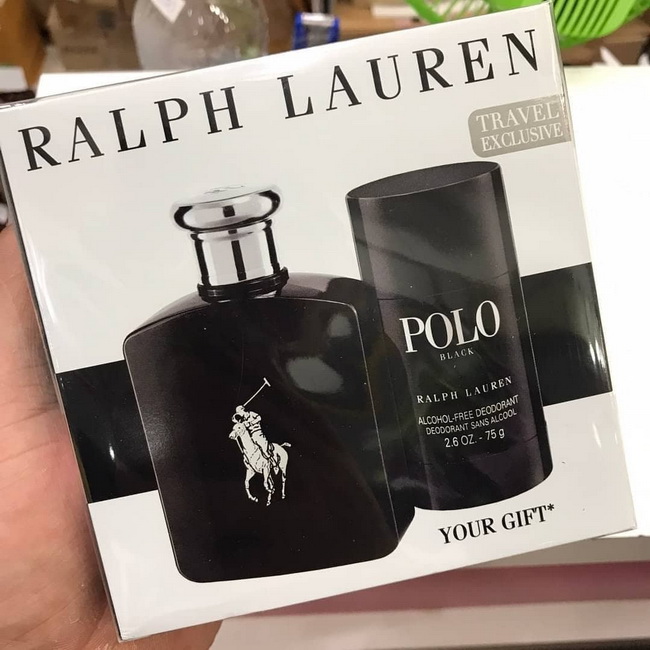 RALPH LAUREN
TRAVEL
EXCLUSIVE
POLO
BLACK
RALPH LAUREN
ALCOHOL-FREE DEODORANT
DEODORANT SANS ALCOOL
2.6 OZ. - 75 g
YOUR GIFT*